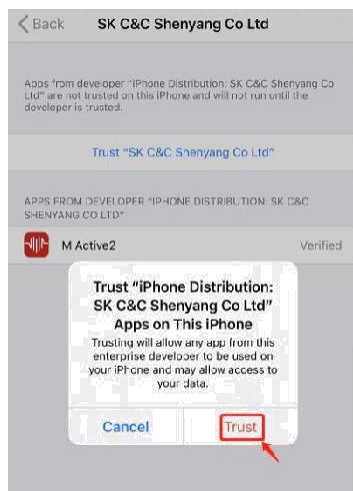 Back
SK C&C Shenyang Co Ltd
Apps from developer "iPhone Distribution: SK C&C Shenyang Co
Ltd" are not trusted on this iPhone and will not run until the
developer is trusted.
Trust "SK C&C Shenyang Co Ltd"
APPS FROM DEVELOPER "IPHONE DISTRIBUTION: SK C&C
SHENYANG CO LTD"
M Active2
Verified
Trust "iPhone Distribution:
SK C&C Shenyang Co Ltd"
Apps on This iPhone
Trusting will allow any app from this
enterprise developer to be used on
your iPhone and may allow access to
your data.
Cancel
Trust